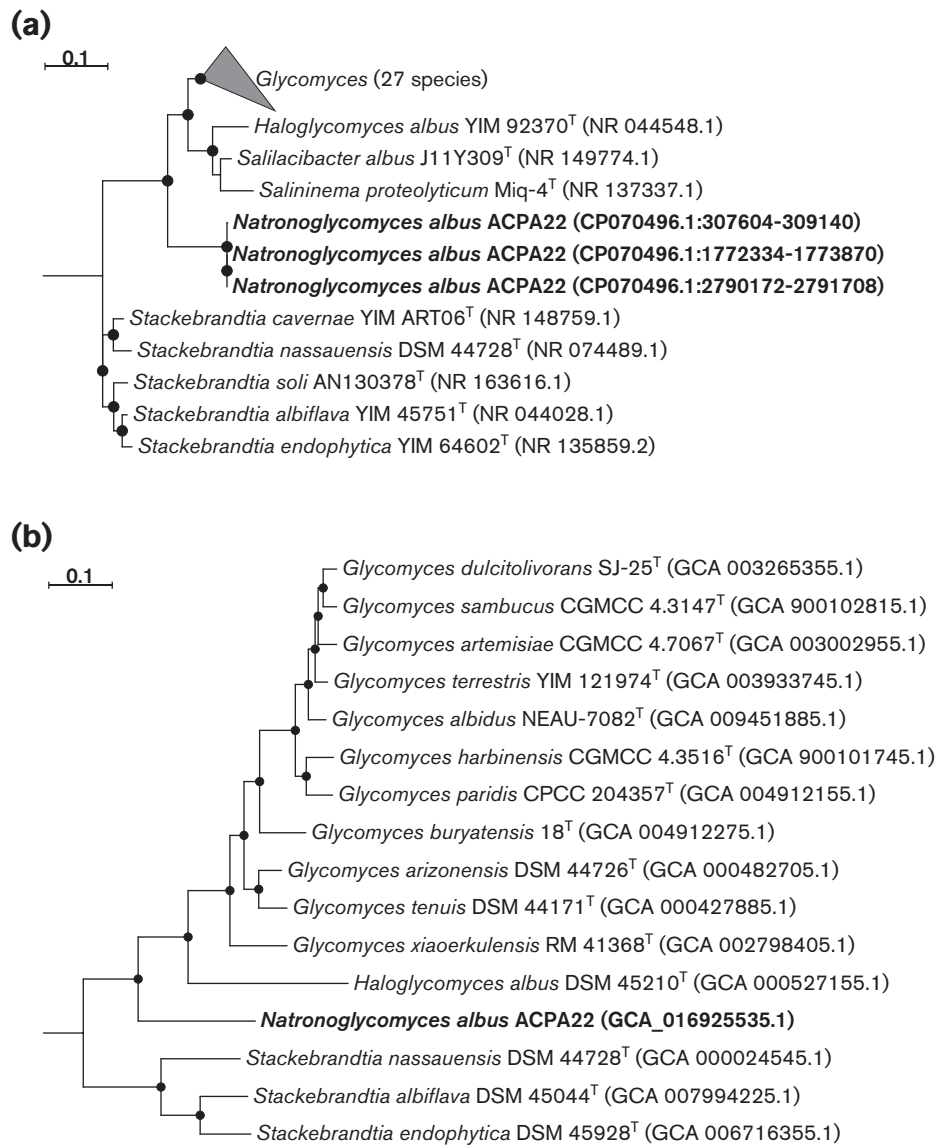 (a)
0.1
Glycomyces (27 species)
Haloglycomyces albus YIM 92370ᵀ (NR 044548.1)
Salilacibacter albus J11Y309ᵀ (NR 149774.1)
Salininema proteolyticum Miq-4ᵀ (NR 137337.1)
Natronoglycomyces albus ACPA22 (CP070496.1:307604-309140)
Natronoglycomyces albus ACPA22 (CP070496.1:1772334-1773870)
Natronoglycomyces albus ACPA22 (CP070496.1:2790172-2791708)
Stackebrandtia cavernae YIM ART06ᵀ (NR 148759.1)
Stackebrandtia nassauensis DSM 44728ᵀ (NR 074489.1)
Stackebrandtia soli AN130378ᵀ (NR 163616.1)
Stackebrandtia albiflava YIM 45751ᵀ (NR 044028.1)
Stackebrandtia endophytica YIM 64602ᵀ (NR 135859.2)
(b)
0.1
Glycomyces dulcitolivorans SJ-25ᵀ (GCA 003265355.1)
Glycomyces sambucus CGMCC 4.3147ᵀ (GCA 900102815.1)
Glycomyces artemisiae CGMCC 4.7067ᵀ (GCA 003002955.1)
Glycomyces terrestris YIM 121974ᵀ (GCA 003933745.1)
Glycomyces albidus NEAU-7082ᵀ (GCA 009451885.1)
Glycomyces harbinensis CGMCC 4.3516ᵀ (GCA 900101745.1)
Glycomyces paridis CPCC 204357ᵀ (GCA 004912155.1)
Glycomyces buryatensis 18ᵀ (GCA 004912275.1)
Glycomyces arizonensis DSM 44726ᵀ (GCA 000482705.1)
Glycomyces tenuis DSM 44171ᵀ (GCA 000427885.1)
Glycomyces xiaoerkulensis RM 41368ᵀ (GCA 002798405.1)
Haloglycomyces albus DSM 45210ᵀ (GCA 000527155.1)
Natronoglycomyces albus ACPA22 (GCA_016925535.1)
Stackebrandtia nassauensis DSM 44728ᵀ (GCA 000024545.1)
Stackebrandtia albiflava DSM 45044ᵀ (GCA 007994225.1)
Stackebrandtia endophytica DSM 45928ᵀ (GCA 006716355.1)